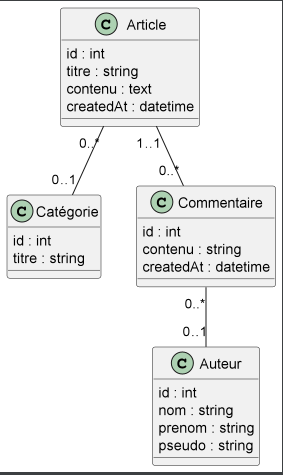 C Article
id : int
titre : string
contenu : text
createdAt : datetime
0..* 1..1
0..1 0..*
C Catégorie
id : int
titre : string
C Commentaire
id : int
contenu : string
createdAt : datetime
0..*
0..1
C Auteur
id : int
nom : string
prenom : string
pseudo : string